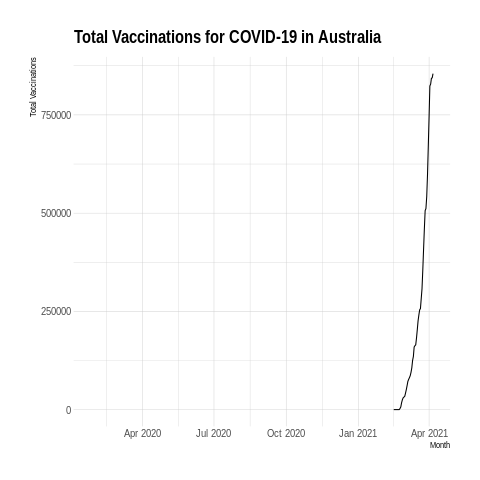 Total Vaccinations for COVID-19 in Australia
Total Vaccinations
750000
500000
250000
0
Apr 2020 Jul 2020 Oct 2020 Jan 2021 Apr 2021
Month